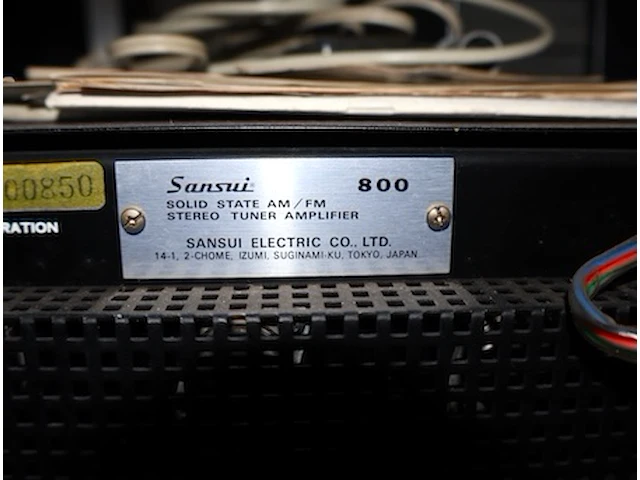 00850
RATION
Sansui 800
SOLID STATE AM/FM
STEREO TUNER AMPLIFIER
SANSUI ELECTRIC CO., LTD.
14-1, 2-CHOME, IZUMI, SUGINAMI-KU, TOKYO, JAPAN